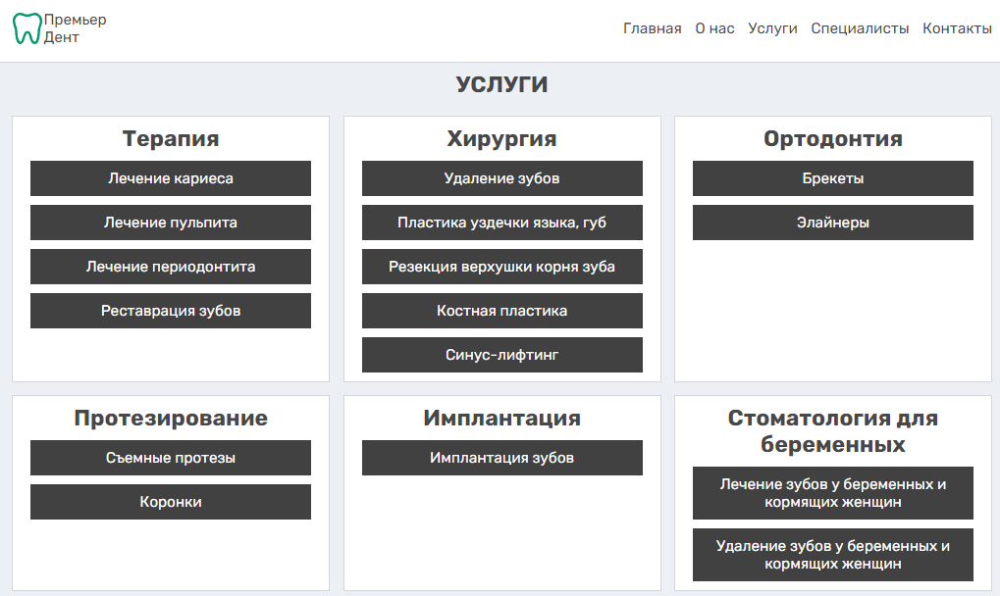 Премьер
Дент
Главная О нас Услуги Специалисты Контакты
УСЛУГИ
Терапия
Лечение кариеса
Лечение пульпита
Лечение периодонтита
Реставрация зубов
Хирургия
Удаление зубов
Пластика уздечки языка, губ
Резекция верхушки корня зуба
Костная пластика
Синус-лифтинг
Ортодонтия
Брекеты
Элайнеры
Протезирование
Съемные протезы
Коронки
Имплантация
Имплантация зубов
Стоматология для
беременных
Лечение зубов у беременных и
кормящих женщин
Удаление зубов у беременных и
кормящих женщин